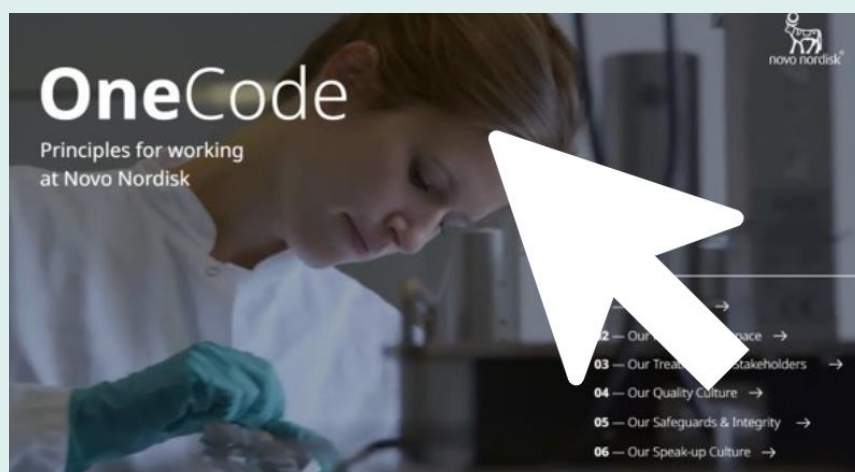 OneCode
Principles for working
at Novo Nordisk
novo nordisk®
02 — Our
03 — Our Stakeholders
04 — Our Quality Culture
05 — Our Safeguards & Integrity
06 — Our Speak-up Culture